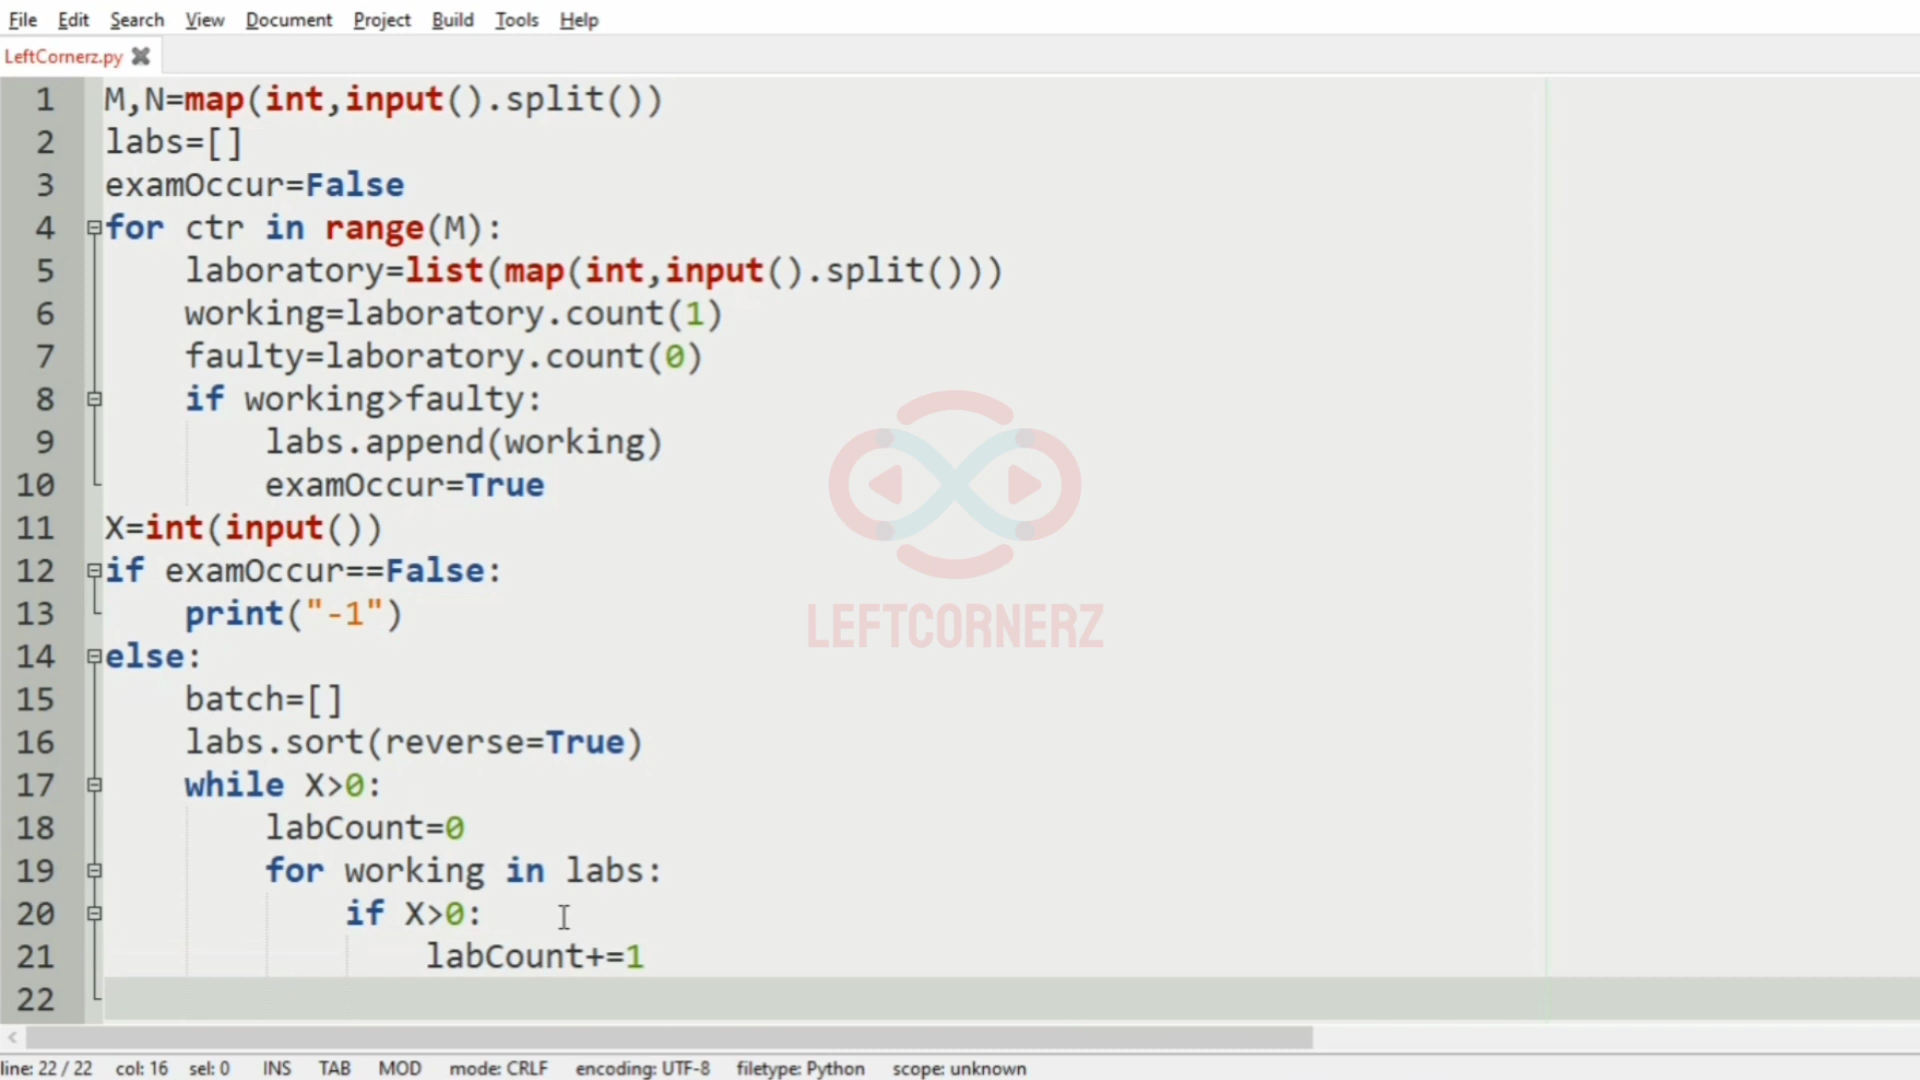 File Edit Search View Document Project Build Tools Help
LeftCornerz.py
1 M,N=map(int,input().split())
2 labs=[]
3 examOccur=False
4 for ctr in range(M):
5     laboratory=list(map(int,input().split()))
6     working=laboratory.count(1)
7     faulty=laboratory.count(0)
8     if working>faulty:
9         labs.append(working)
10         examOccur=True
11 X=int(input())
12 if examOccur==False:
13     print("-1")
14 else:
15     batch=[]
16     labs.sort(reverse=True)
17     while X>0:
18         labCount=0
19         for working in labs:
20             if X>0:
21                 labCount+=1
22
LEFTCORNERZ
line: 22 / 22 col: 16 sel: 0 INS TAB MOD mode: CRLF encoding: UTF-8 filetype: Python scope: unknown